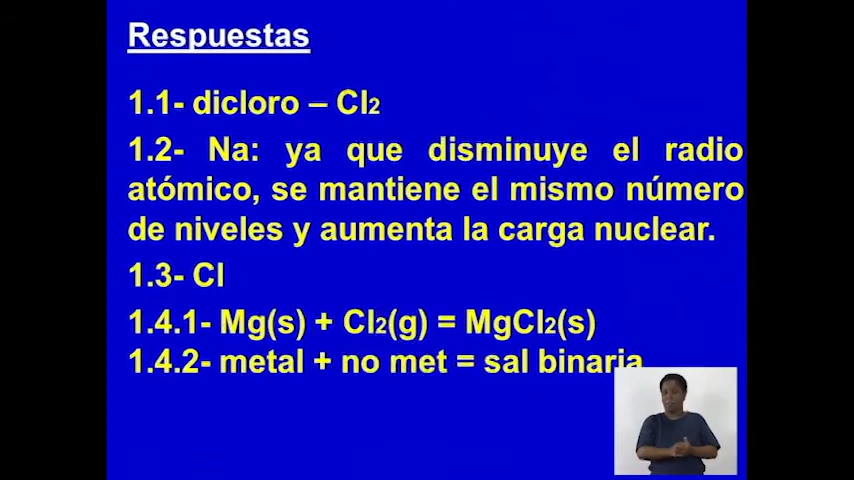 Respuestas
1.1- dicloro – Cl2
1.2- Na: ya que disminuye el radio
atómico, se mantiene el mismo número
de niveles y aumenta la carga nuclear.
1.3- Cl
1.4.1- Mg(s) + Cl2(g) = MgCl2(s)
1.4.2- metal + no met = sal binaria